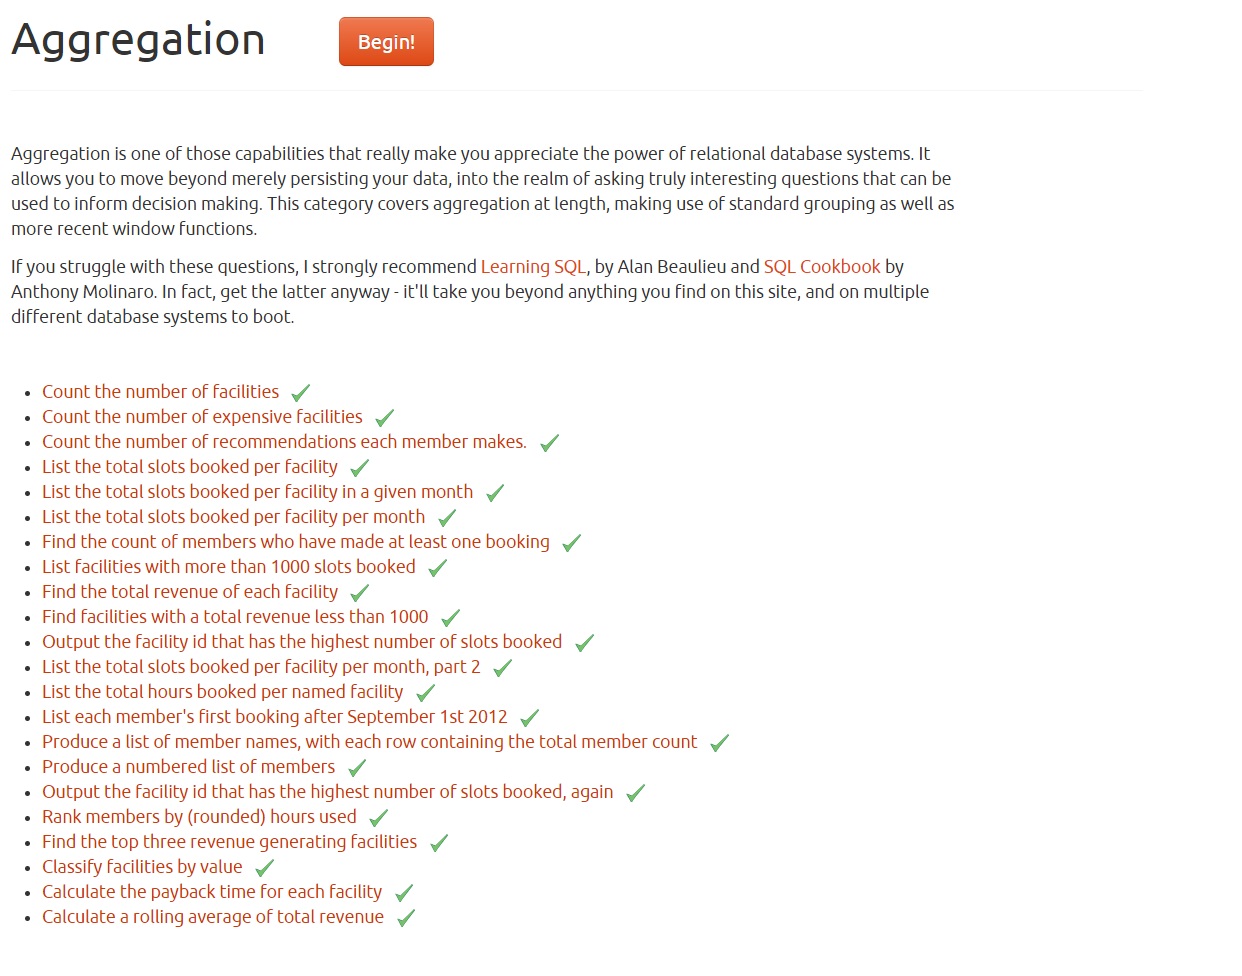 Aggregation
Begin!
Aggregation is one of those capabilities that really make you appreciate the power of relational database systems. It
allows you to move beyond merely persisting your data, into the realm of asking truly interesting questions that can be
used to inform decision making. This category covers aggregation at length, making use of standard grouping as well as
more recent window functions.
If you struggle with these questions, I strongly recommend Learning SQL, by Alan Beaulieu and SQL Cookbook by
Anthony Molinaro. In fact, get the latter anyway - it'll take you beyond anything you find on this site, and on multiple
different database systems to boot.
Count the number of facilities
Count the number of expensive facilities
Count the number of recommendations each member makes.
List the total slots booked per facility
List the total slots booked per facility in a given month
List the total slots booked per facility per month
Find the count of members who have made at least one booking
List facilities with more than 1000 slots booked
Find the total revenue of each facility
Find facilities with a total revenue less than 1000
Output the facility id that has the highest number of slots booked
List the total slots booked per facility per month, part 2
List the total hours booked per named facility
List each member's first booking after September 1st 2012
Produce a list of member names, with each row containing the total member count
Produce a numbered list of members
Output the facility id that has the highest number of slots booked, again
Rank members by (rounded) hours used
Find the top three revenue generating facilities
Classify facilities by value
Calculate the payback time for each facility
Calculate a rolling average of total revenue